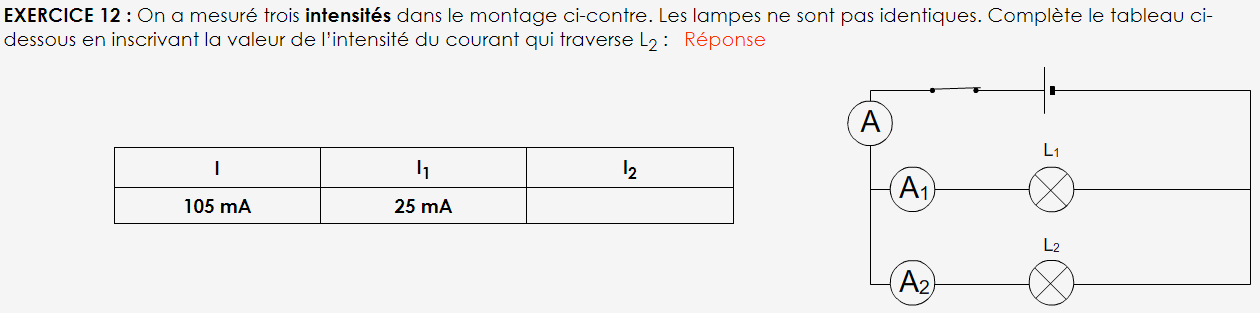 EXERCICE 12 : On a mesuré trois intensités dans le montage ci-contre. Les lampes ne sont pas identiques. Complète le tableau ci-
dessous en inscrivant la valeur de l'intensité du courant qui traverse L2 : Réponse
I I1 I2
105 mA 25 mA
A
L1
A1
L2
A2